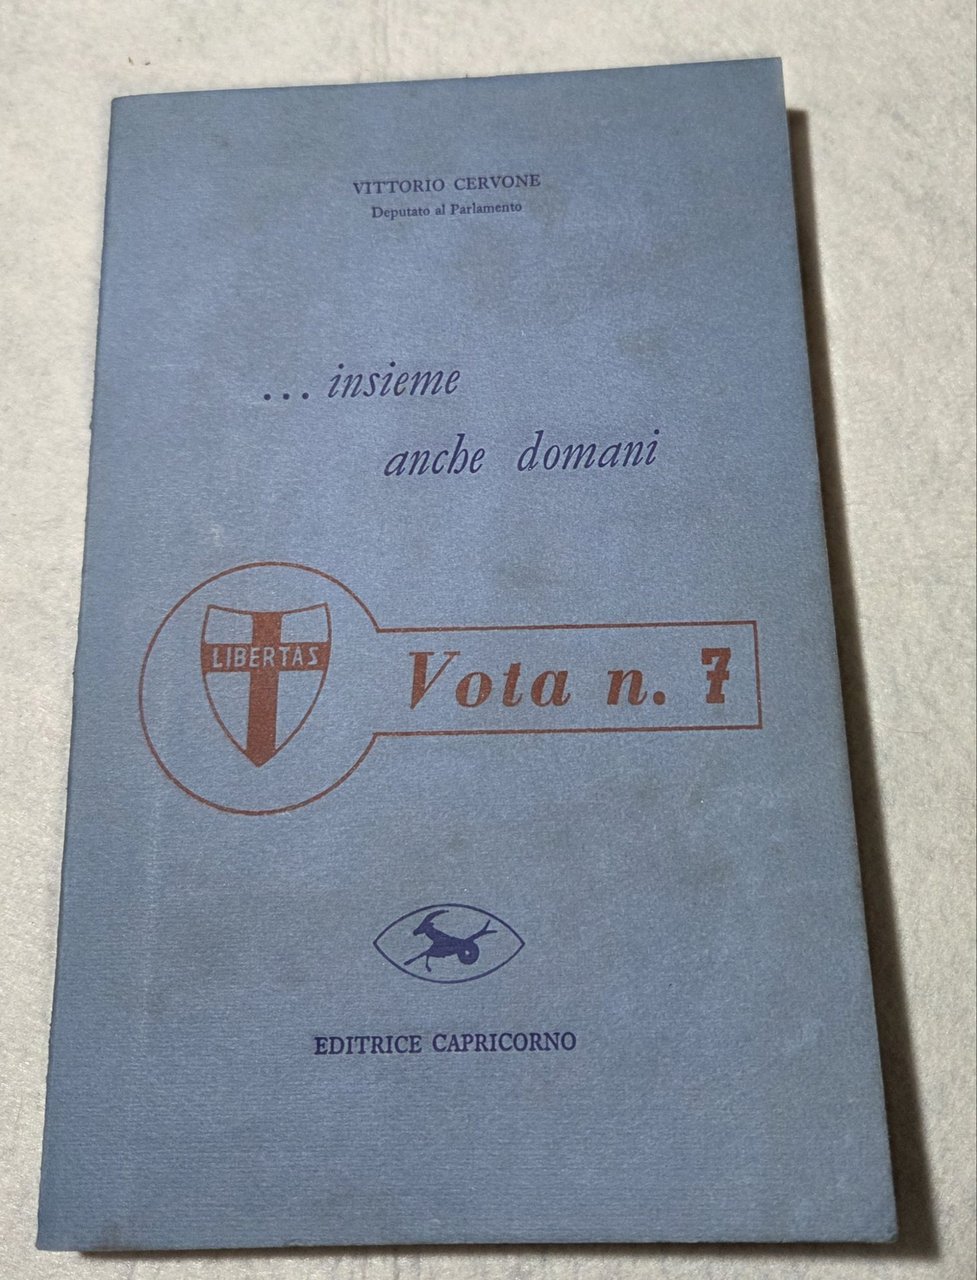 VITTORIO CERVONE
Deputato al Parlamento
... insieme
anche domani
LIBERTAS
Vota n. 7
EDITRICE CAPRICORNO